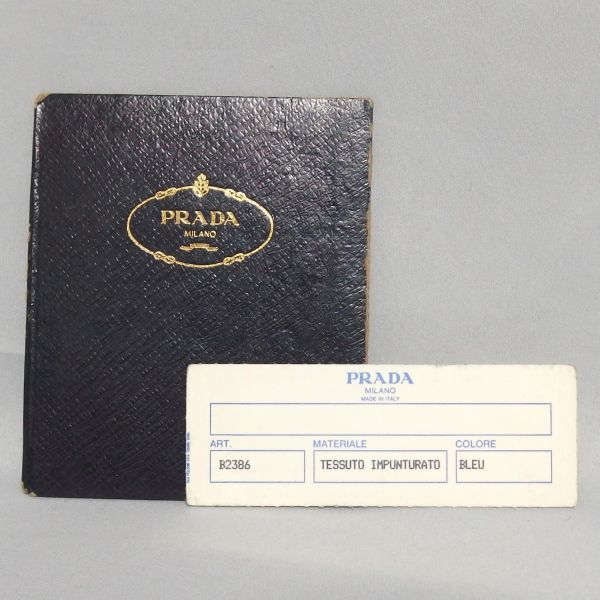 PRADA
MILANO
PRADA
MILANO
MADE IN ITALY
ART. MATERIALE COLORE
B2386 TESSUTO IMPUNTURATO BLEU